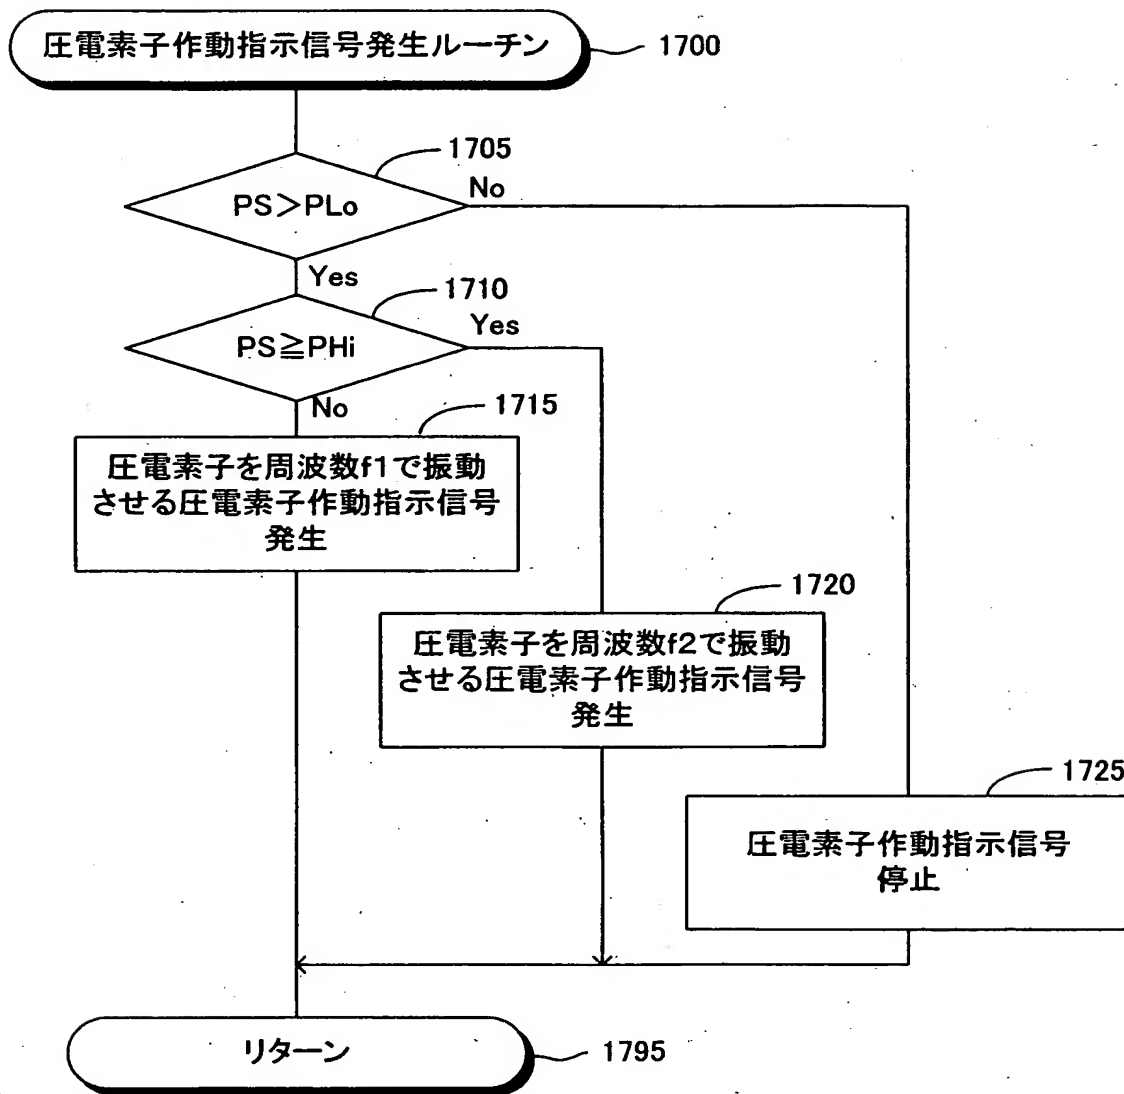 圧電素子作動指示信号発生ルーチン
1700
1705
PS＞PLo
No
Yes
1710
PS≧PHi
Yes
No
1715
圧電素子を周波数f1で振動
させる圧電素子作動指示信号
発生
1720
圧電素子を周波数f2で振動
させる圧電素子作動指示信号
発生
1725
圧電素子作動指示信号
停止
リターン
1795